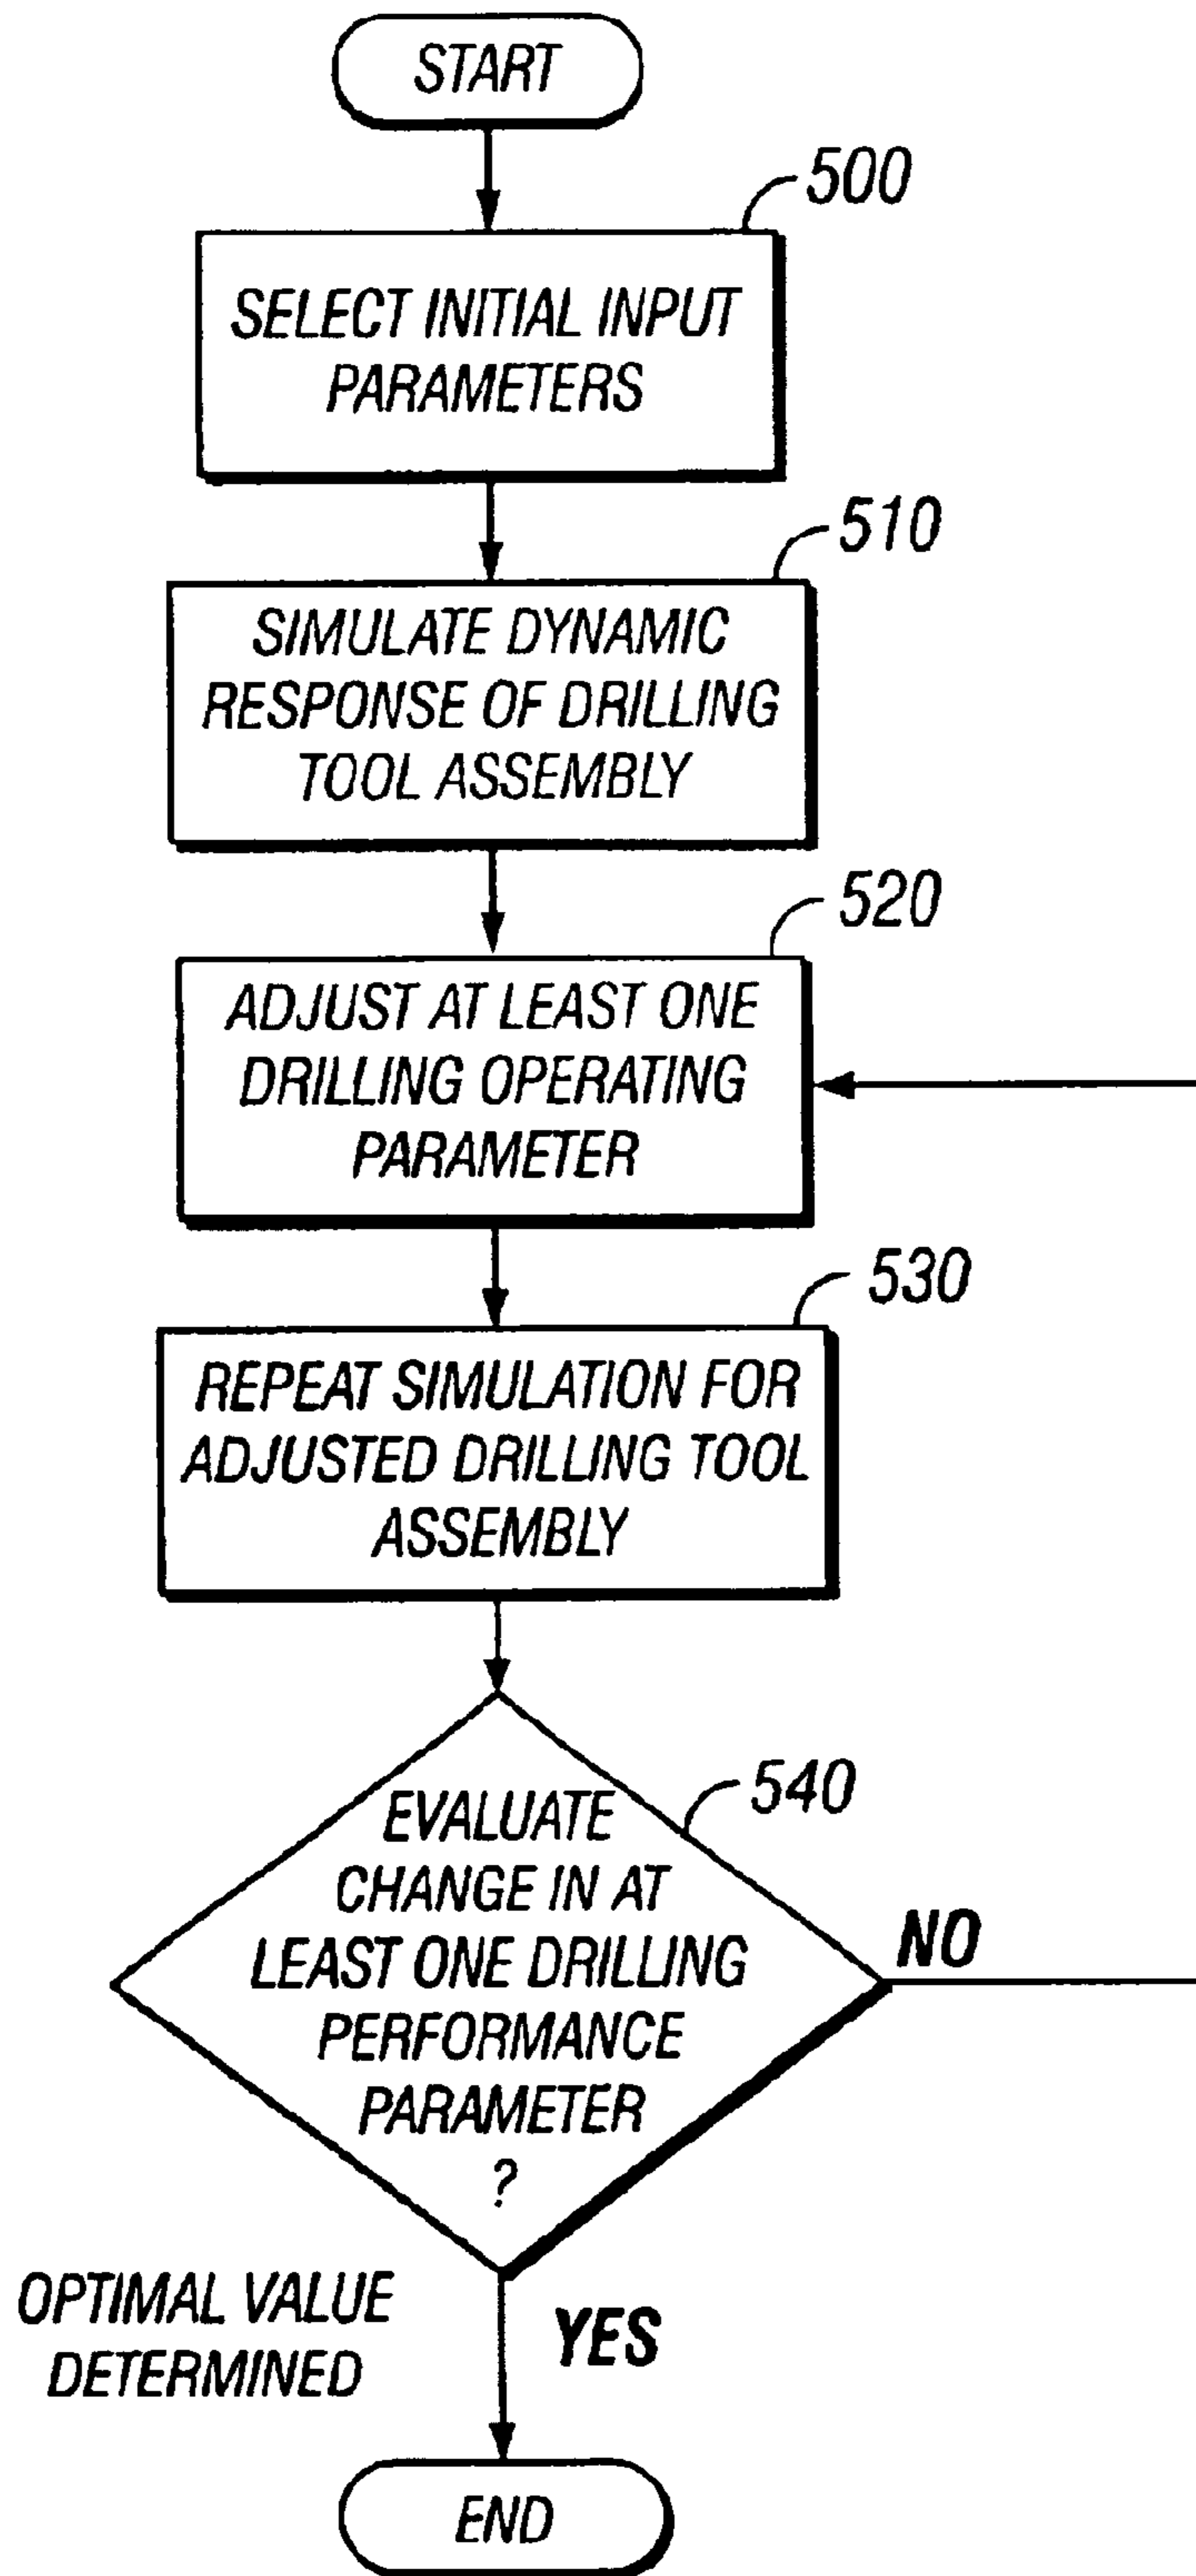 START
500
SELECT INITIAL INPUT
PARAMETERS
510
SIMULATE DYNAMIC
RESPONSE OF DRILLING
TOOL ASSEMBLY
520
ADJUST AT LEAST ONE
DRILLING OPERATING
PARAMETER
530
REPEAT SIMULATION FOR
ADJUSTED DRILLING TOOL
ASSEMBLY
540
EVALUATE
CHANGE IN AT
LEAST ONE DRILLING
PERFORMANCE
PARAMETER
?
NO
OPTIMAL VALUE
DETERMINED
YES
END